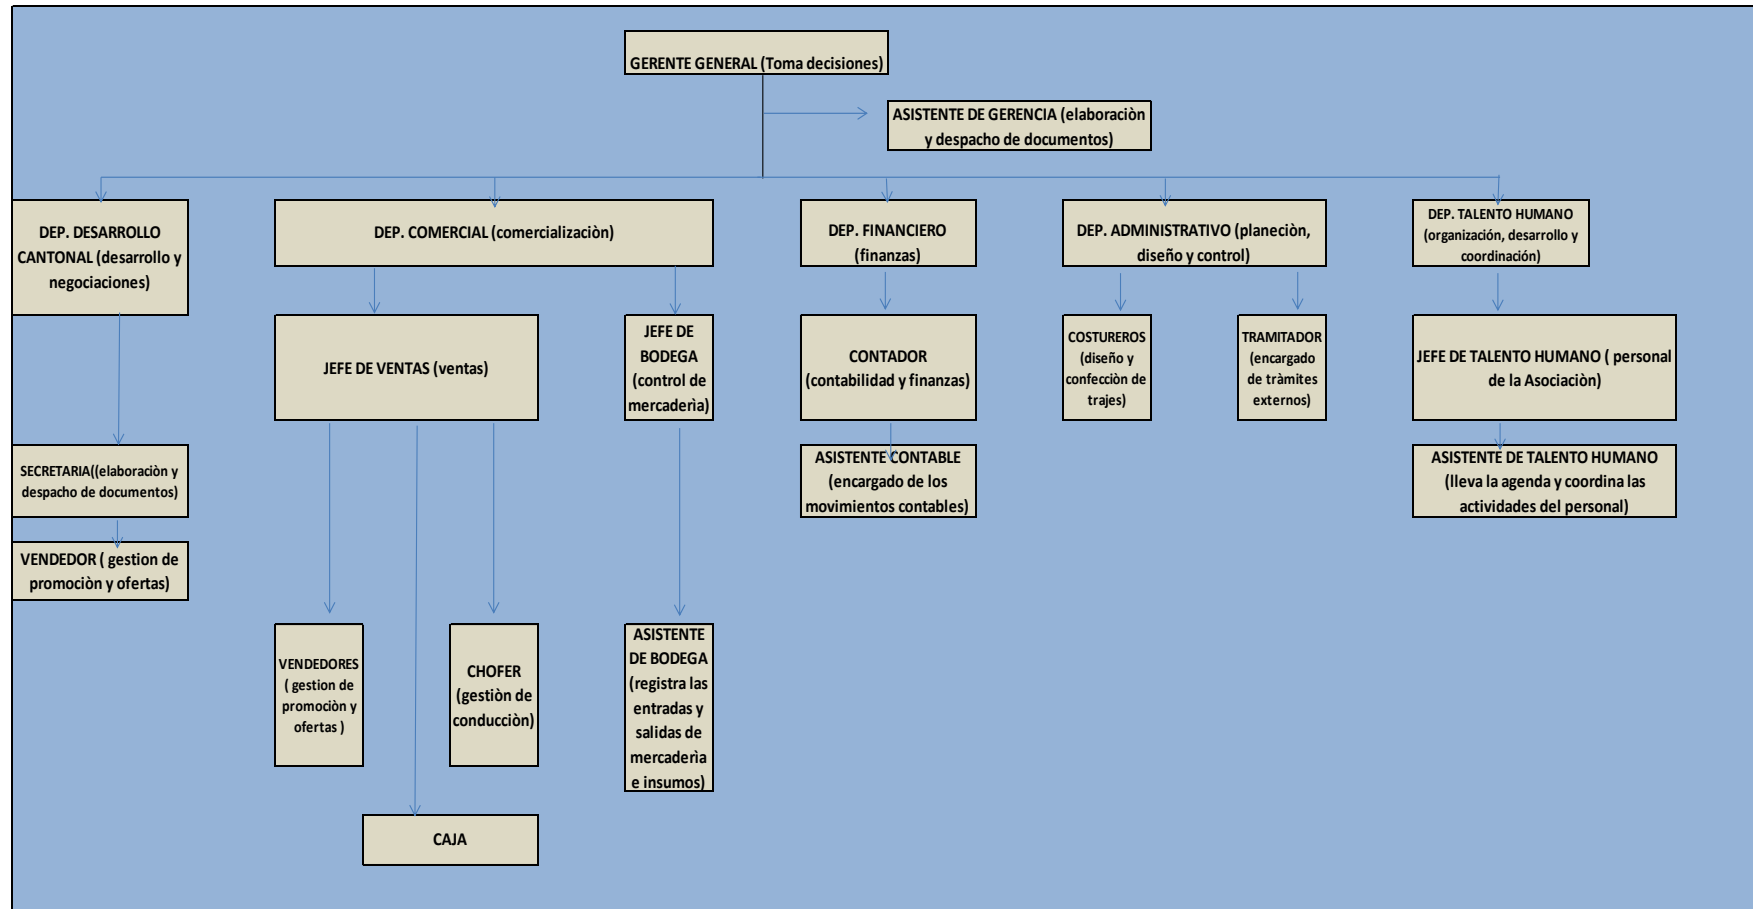 GERENTE GENERAL (Toma decisiones)
ASISTENTE DE GERENCIA (elaboraciòn
y despacho de documentos)
DEP. DESARROLLO
CANTONAL (desarrollo y
negociaciones)
DEP. COMERCIAL (comercializaciòn)
DEP. FINANCIERO
(finanzas)
DEP. ADMINISTRATIVO (planeciòn,
diseño y control)
DEP. TALENTO HUMANO
(organización, desarrollo y
coordinación)
JEFE DE VENTAS (ventas)
JEFE DE
BODEGA
(control de
mercaderìa)
CONTADOR
(contabilidad y finanzas)
COSTUREROS
(diseño y
confecciòn de
trajes)
TRAMITADOR
(encargado
de tràmites
externos)
JEFE DE TALENTO HUMANO ( personal
de la Asociaciòn)
SECRETARIA((elaboraciòn y
despacho de documentos)
ASISTENTE CONTABLE
(encargado de los
movimientos contables)
ASISTENTE DE TALENTO HUMANO
(lleva la agenda y coordina las
actividades del personal)
VENDEDOR ( gestion de
promociòn y ofertas)
VENDEDORES
( gestion de
promociòn y
ofertas )
CHOFER
(gestiòn de
conducciòn)
ASISTENTE
DE BODEGA
(registra las
entradas y
salidas de
mercaderìa
e insumos)
CAJA